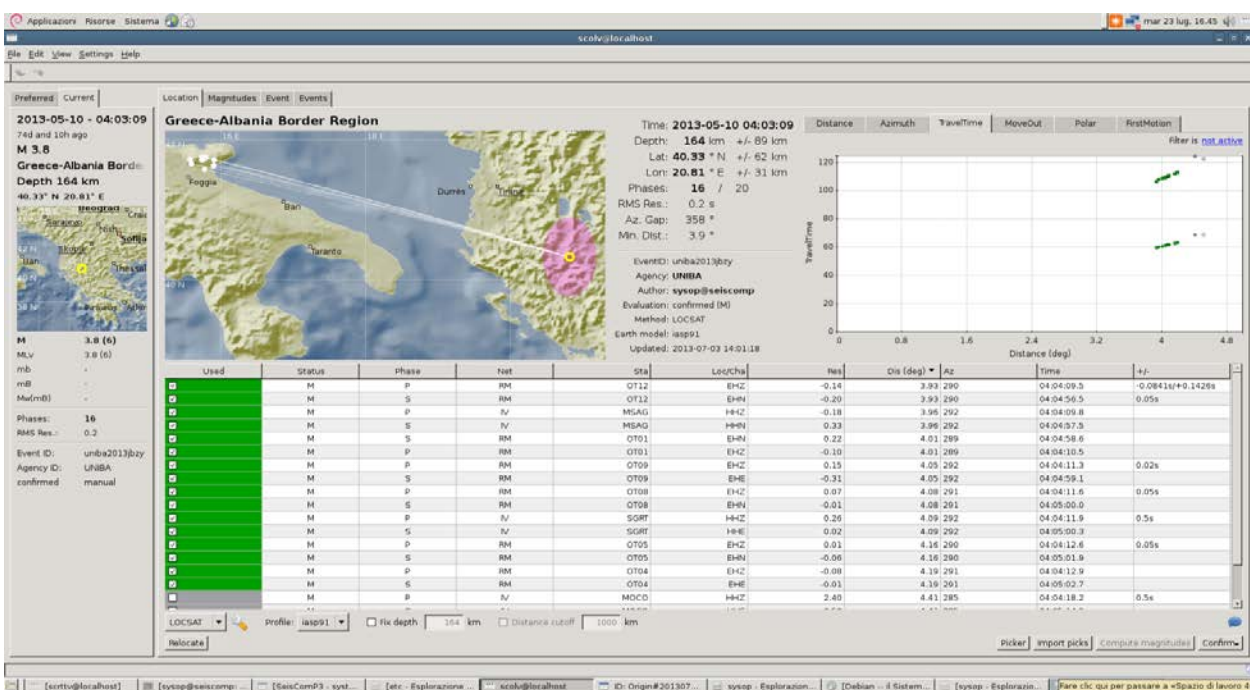 Applicazioni Risorse Sistema mar 23 lug, 16.45
scolv@localhost
File Edit View Settings Help
Preferred Current
2013-05-10 - 04:03:09
74d and 10h ago
M 3.8
Greece-Albania Borde
Depth 164 km
40.33° N 20.81° E
M 3.8 (6)
MLv 3.8 (6)
mb -
mB -
Mw(mB) -
Phases: 16
RMS Res.: 0.2
Event ID: uniba2013jbzy
Agency ID: UNIBA
confirmed manual
Location Magnitudes Event Events
Greece-Albania Border Region
16 E 18 E
Foggia
Bari
Taranto
Durrës
Tirane
40 N
Time: 2013-05-10 04:03:09
Depth: 164 km +/- 89 km
Lat: 40.33 ° N +/- 62 km
Lon: 20.81 ° E +/- 31 km
Phases: 16 / 20
RMS Res.: 0.2 s
Az. Gap: 358 °
Min. Dist.: 3.9 °
EventID: uniba2013jbzy
Agency: UNIBA
Author: sysop@seiscomp
Evaluation: confirmed (M)
Method: LOCSAT
Earth model: iasp91
Updated: 2013-07-03 14:01:18
Distance Azimuth TravelTime MoveOut Polar FirstMotion
Filter is not active
TravelTime
120
100
80
60
40
20
0
0 0.8 1.6 2.4 3.2 4 4.8
Distance (deg)
Used Status Phase Net Sta Loc/Cha Res Dis (deg) Az Time +/-
M P RM OT12 EHZ -0.14 3.93 290 04:04:09.5 -0.0841s/+0.1426s
M S RM OT12 EHN -0.20 3.93 290 04:04:56.5 0.05s
M P IV MSAG HHZ -0.18 3.96 292 04:04:09.8
M S IV MSAG HHN 0.33 3.96 292 04:04:57.5
M S RM OT01 EHN 0.22 4.01 289 04:04:58.6
M P RM OT01 EHZ -0.10 4.01 289 04:04:10.5
M P RM OT09 EHZ 0.15 4.05 292 04:04:11.3 0.02s
M S RM OT09 EHE -0.31 4.05 292 04:04:59.1
M P RM OT08 EHZ 0.07 4.08 291 04:04:11.6 0.05s
M S RM OT08 EHN -0.01 4.08 291 04:05:00.0
M P IV SGRT HHZ 0.26 4.09 292 04:04:11.9 0.5s
M S IV SGRT HHE 0.02 4.09 292 04:05:00.3
M P RM OT05 EHZ 0.01 4.16 290 04:04:12.6 0.05s
M S RM OT05 EHN -0.06 4.16 290 04:05:01.9
M P RM OT04 EHZ -0.08 4.19 291 04:04:12.9
M S RM OT04 EHE -0.01 4.19 291 04:05:02.7
M P IV MOCO HHZ 2.40 4.41 285 04:04:18.2 0.5s
LOCSAT Profile: iasp91 Fix depth 164 km Distance cutoff 1000 km
Relocate Picker Import picks Compute magnitudes Confirm
[scrttv@localhost] [sysop@seiscomp: ... [SeisComP3 - syst... [etc - Esplorazione ... scolv@localhost ID: Origin#201307... sysop - Esplorazion... [Debian -- il Sistem... [sysop - Esplorazio... Fare clic qui per passare a «Spazio di lavoro